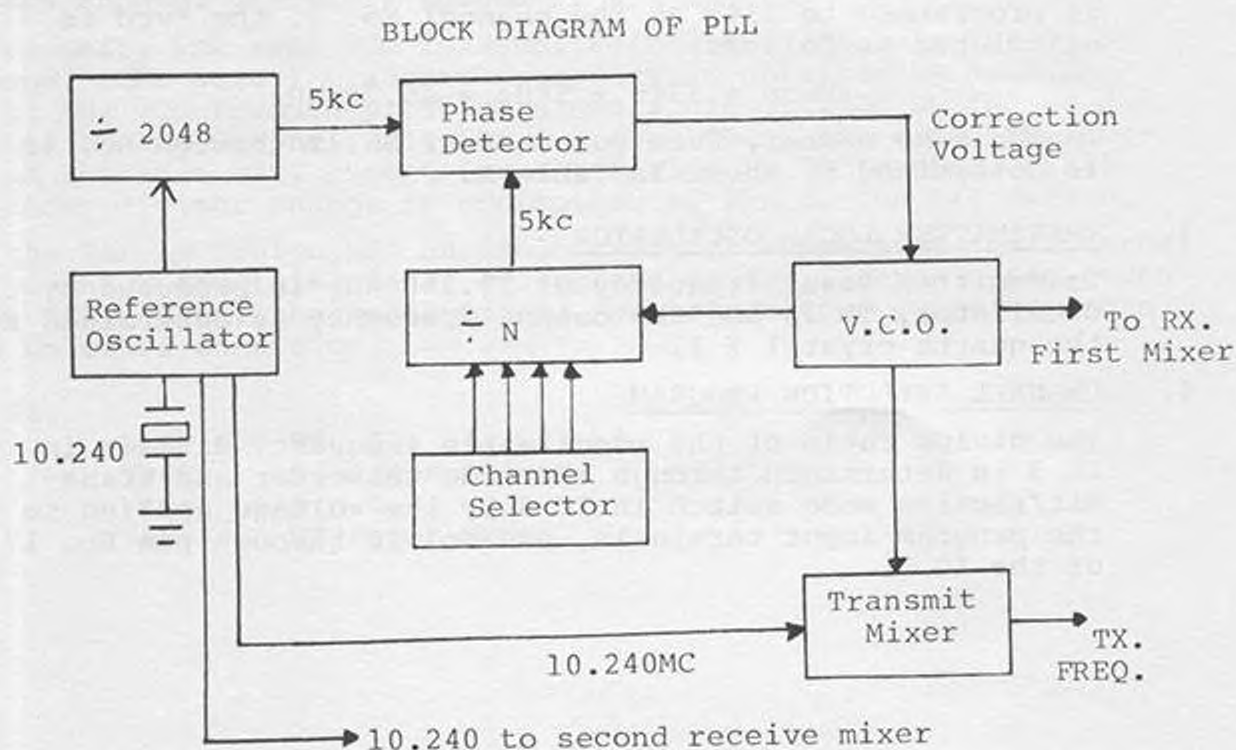 BLOCK DIAGRAM OF PLL
÷ 2048
5kc
Phase
Detector
Correction
Voltage
5kc
Reference
Oscillator
÷ N
V.C.O.
To RX.
First Mixer
10.240
Channel
Selector
Transmit
Mixer
10.240MC
TX.
FREQ.
10.240 to second receive mixer